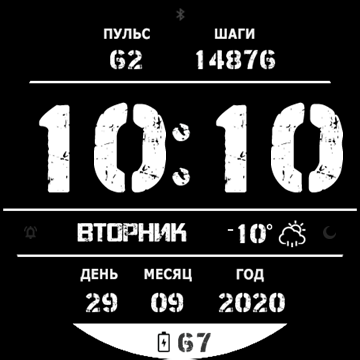 ПУЛЬС ШАГИ
62 14876
10:10
ВТОРНИК -10°
ДЕНЬ МЕСЯЦ ГОД
29 09 2020
67